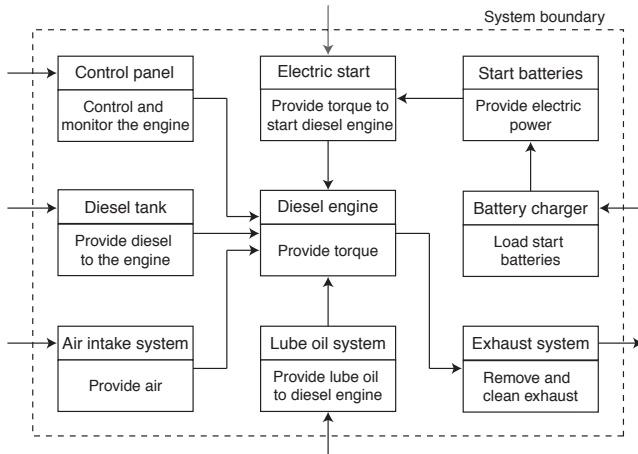 System boundary
Control panel
Control and
monitor the engine
Electric start
Provide torque to
start diesel engine
Start batteries
Provide electric
power
Diesel tank
Provide diesel
to the engine
Diesel engine
Provide torque
Battery charger
Load start
batteries
Air intake system
Provide air
Lube oil system
Provide lube oil
to diesel engine
Exhaust system
Remove and
clean exhaust